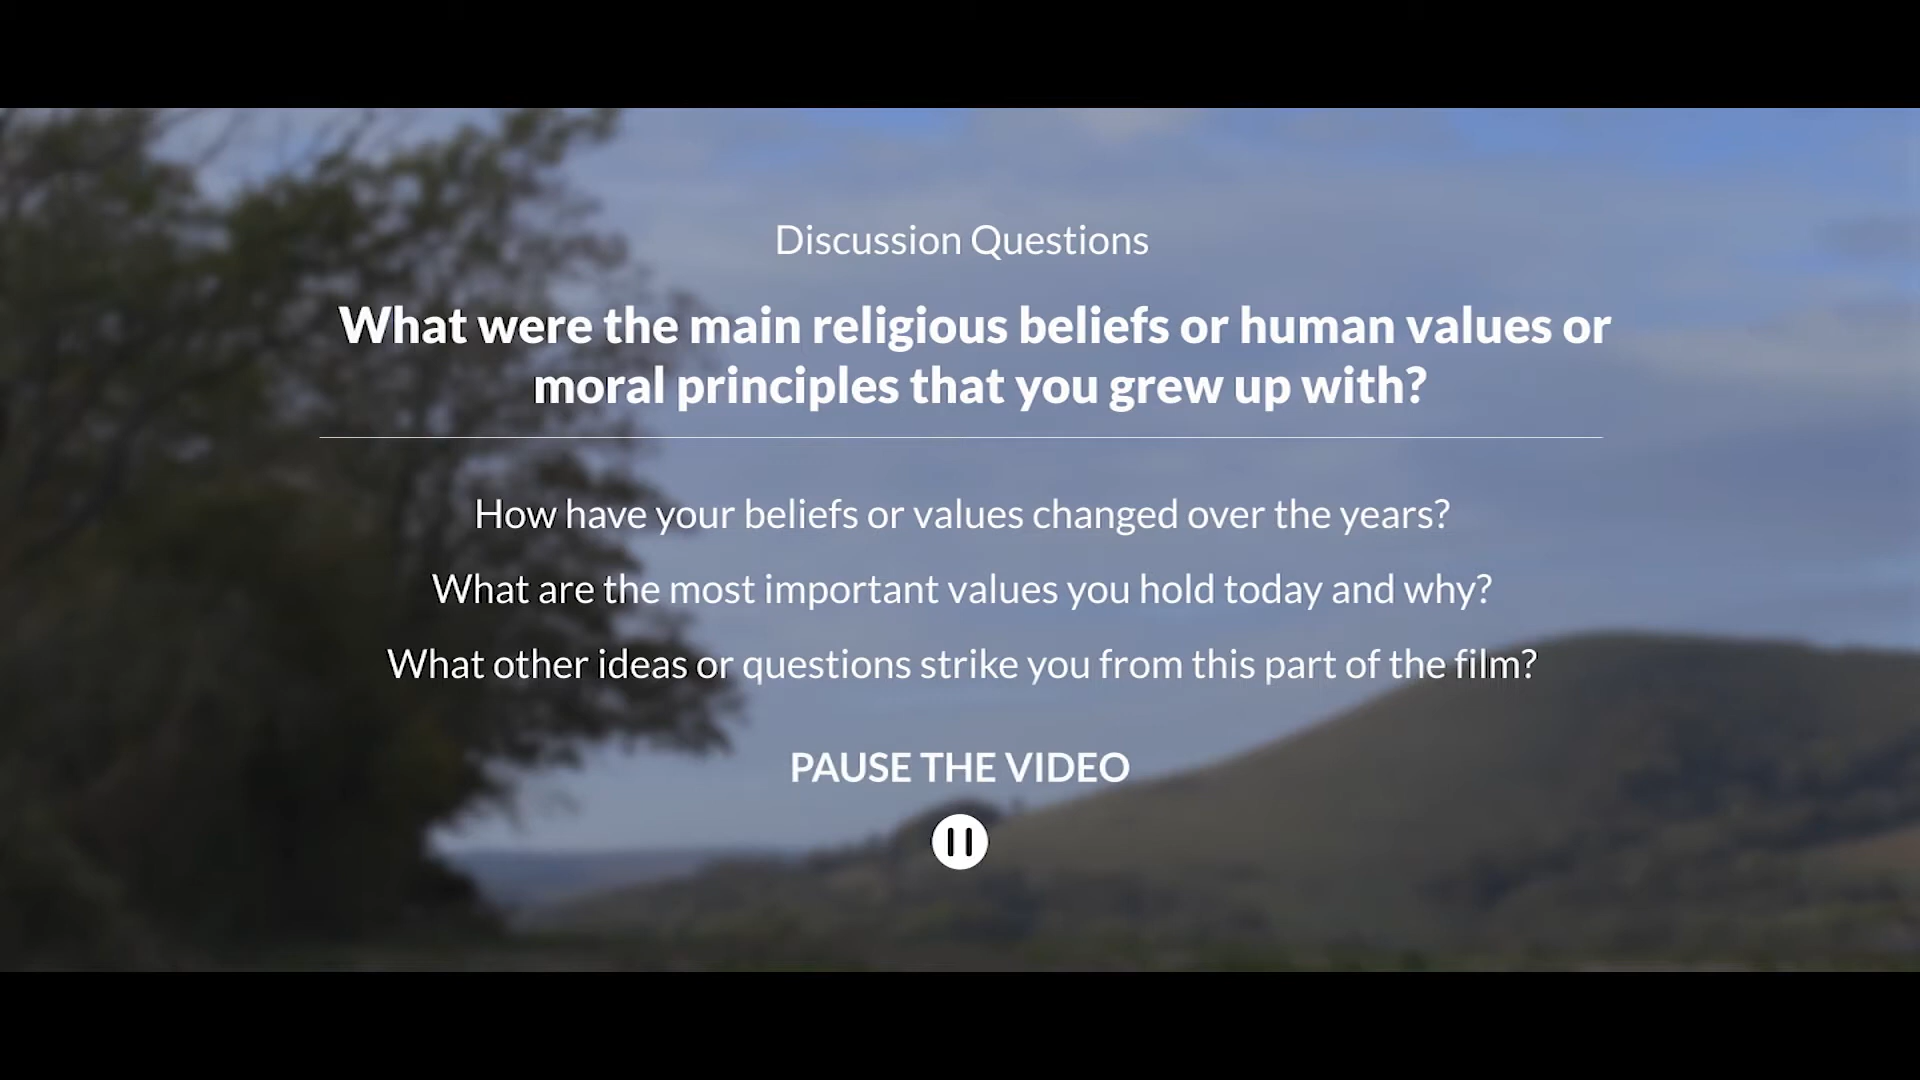 Discussion Questions
What were the main religious beliefs or human values or
moral principles that you grew up with?
How have your beliefs or values changed over the years?
What are the most important values you hold today and why?
What other ideas or questions strike you from this part of the film?
PAUSE THE VIDEO